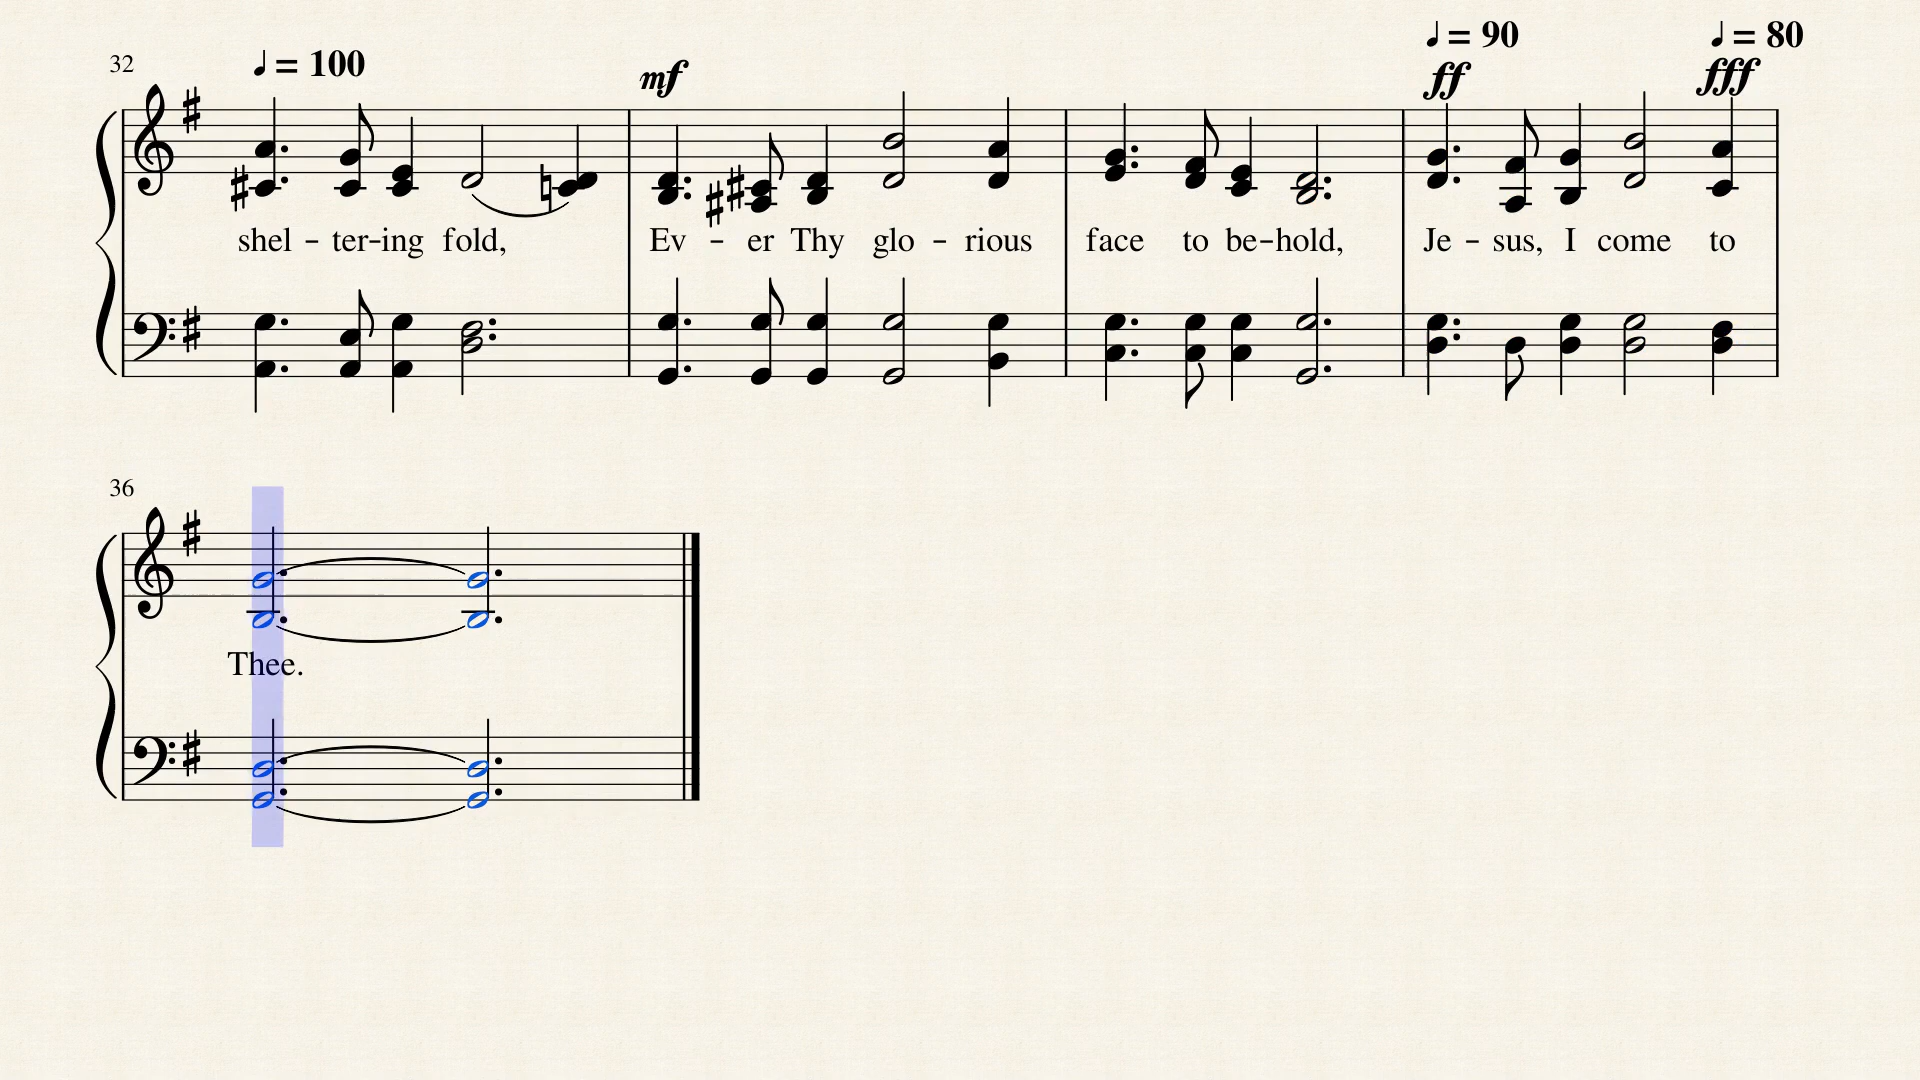 ♩ = 90 ♩ = 80
32 ♩ = 100 mf ff fff
shel - ter-ing fold, Ev - er Thy glo - rious face to be-hold, Je - sus, I come to
36
Thee.